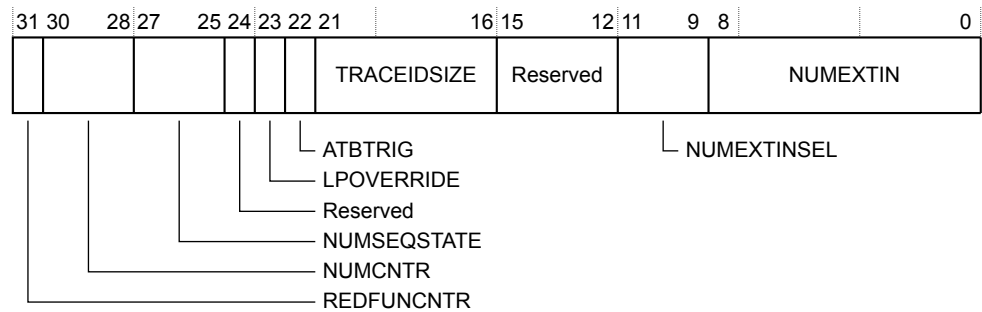 31 30 28 27 25 24 23 22 21 16 15 12 11 9 8 0
TRACEIDSIZE Reserved NUMEXTIN
ATBTRIG NUMEXTINSEL
LPOVERRIDE
Reserved
NUMSEQSTATE
NUMCNTR
REDFUNCNTR